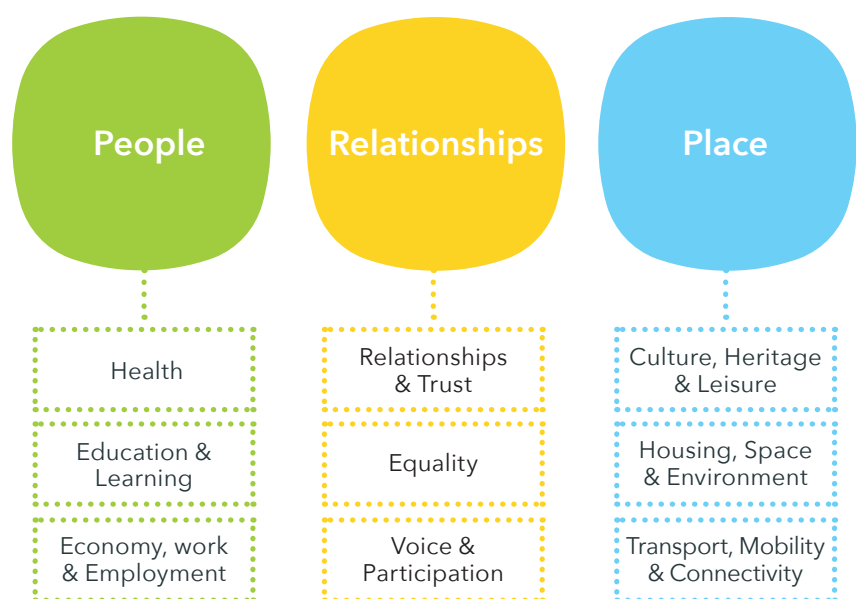 People
Relationships
Place
Health
Education &
Learning
Economy, work
& Employment
Relationships
& Trust
Equality
Voice &
Participation
Culture, Heritage
& Leisure
Housing, Space
& Environment
Transport, Mobility
& Connectivity